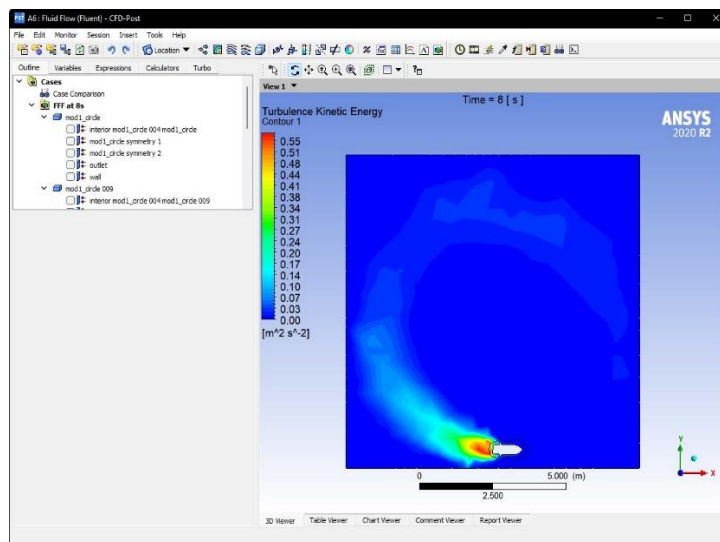 A6: Fluid Flow (Fluent) - CFD-Post
File Edit Monitor Session Insert Tools Help
Location
Outline Variables Expressions Calculators Turbo
Cases
Case Comparison
FFF at 8s
mod1_circle
interior mod1_circle 004 mod1_circle
mod1_circle symmetry 1
mod1_circle symmetry 2
outlet
wall
mod1_circle 009
interior mod1_circle 004 mod1_circle 009
View 1
Time = 8 [ s ]
Turbulence Kinetic Energy
Contour 1
0.55
0.51
0.48
0.44
0.41
0.38
0.34
0.31
0.27
0.24
0.20
0.17
0.14
0.10
0.07
0.03
0.00
[m^2 s^-2]
ANSYS
2020 R2
Y
X
0 5.000 (m)
2.500
3D Viewer Table Viewer Chart Viewer Comment Viewer Report Viewer